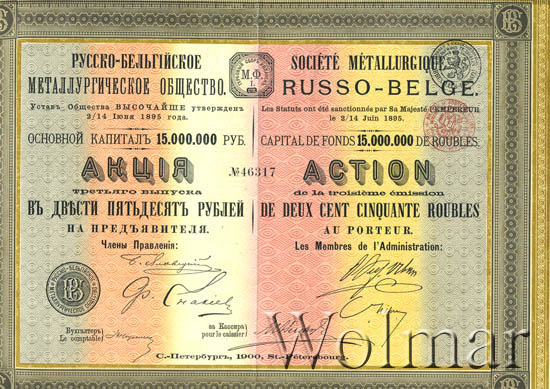 РУССКО-БЕЛЬГІЙСКОЕ
МЕТАЛЛУРГИЧЕСКОЕ ОБЩЕСТВО.
Уставъ Общества ВЫСОЧАЙШЕ утвержденъ
2/14 Іюня 1895 года.
ОСНОВНОЙ КАПИТАЛЪ 15.000.000 РУБ.
АКЦІЯ
третьяго выпуска
ВЪ ДВѢСТИ ПЯТЬДЕСЯТЪ РУБЛЕЙ
НА ПРЕДЪЯВИТЕЛЯ.
Члены Правленія:
М.Ф.
№46317
SOCIÉTÉ MÉTALLURGIQUE
RUSSO-BELGE.
Les Statuts ont été sanctionnés par Sa Majesté l'EMPEREUR
le 2/14 Juin 1895.
CAPITAL DE FONDS 15.000.000 DE ROUBLES.
ACTION
de la troisième émission
DE DEUX CENT CINQUANTE ROUBLES
AU PORTEUR.
Les Membres de l'Administration:
Бухгалтеръ
Le comptable
за Кассира
pour le caissier
С.-Петербургъ, 1900, St.-Pétersbourg.
Wolmar